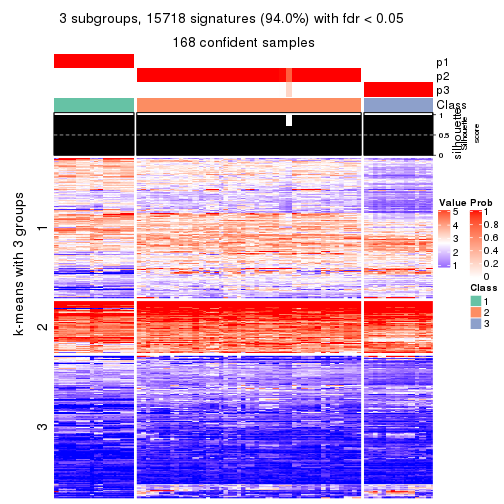 3 subgroups, 15718 signatures (94.0%) with fdr < 0.05
168 confident samples
p1
p2
p3
Class
1
0.5
0
silhouette
Silhouette
score
k-means with 3 groups
1
2
3
Value
5
4
3
2
1
Prob
1
0.8
0.6
0.4
0.2
0
Class
1
2
3